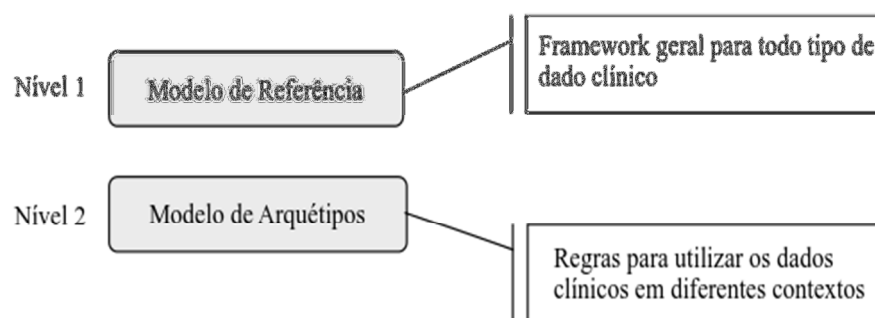 Nível 1
Modelo de Referência
Framework geral para todo tipo de
dado clínico
Nível 2
Modelo de Arquétipos
Regras para utilizar os dados
clínicos em diferentes contextos